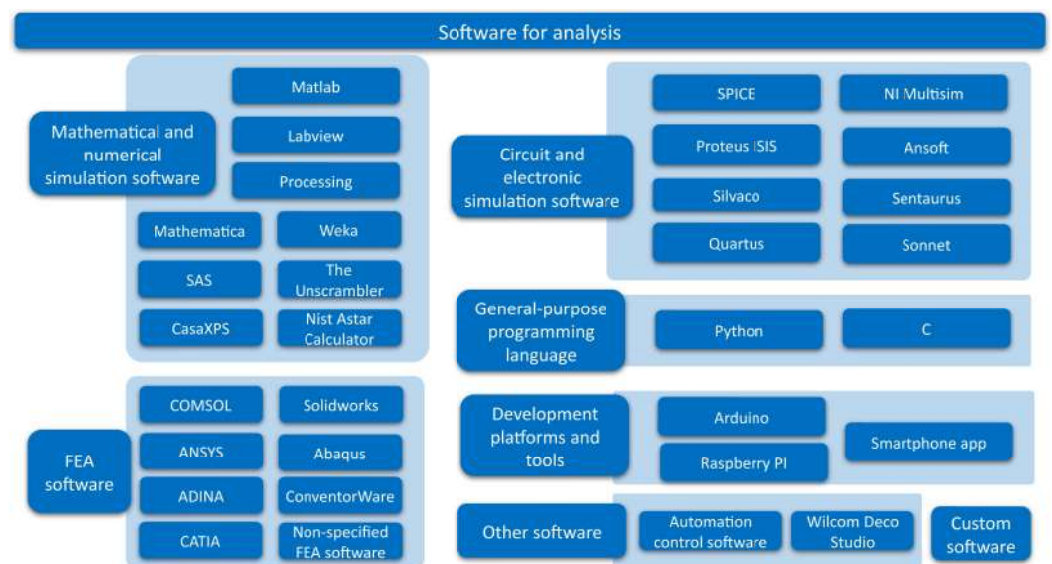 Software for analysis
Mathematical and
numerical
simulation software
Matlab
Labview
Processing
Mathematica
Weka
SAS
The
Unscrambler
CasaXPS
Nist Astar
Calculator
FEA
software
COMSOL
Solidworks
ANSYS
Abaqus
ADINA
ConventorWare
CATIA
Non-specified
FEA software
Circuit and
electronic
simulation software
SPICE
NI Multisim
Proteus ISIS
Ansoft
Silvaco
Sentaurus
Quartus
Sonnet
General-purpose
programming
language
Python
C
Development
platforms and
tools
Arduino
Raspberry PI
Smartphone app
Other software
Automation
control software
Wilcom Deco
Studio
Custom
software